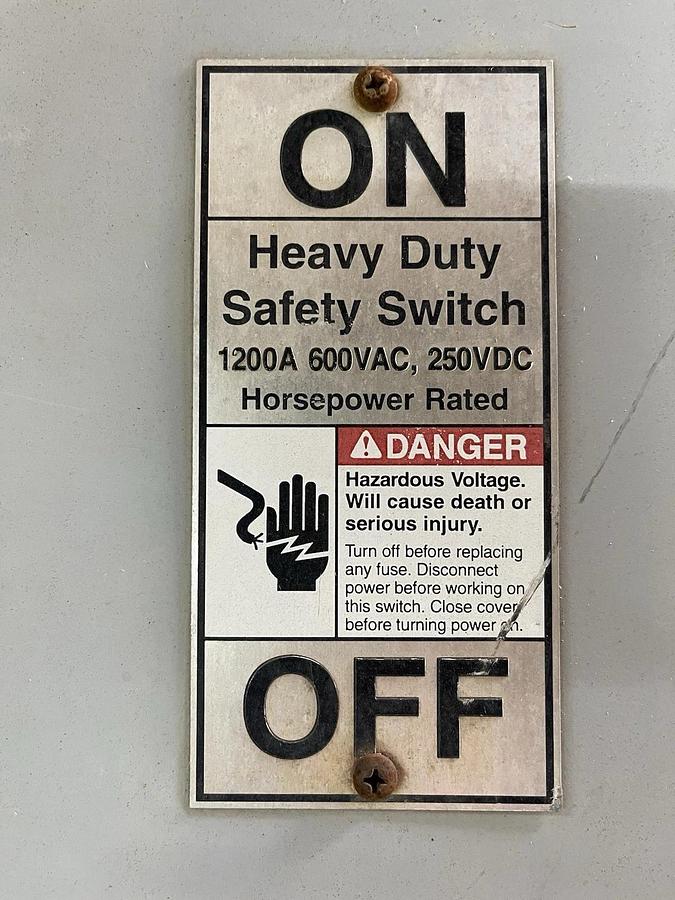 ON
Heavy Duty
Safety Switch
1200A 600VAC, 250VDC
Horsepower Rated
DANGER
Hazardous Voltage.
Will cause death or
serious injury.
Turn off before replacing
any fuse. Disconnect
power before working on
this switch. Close cover
before turning power on.
OFF